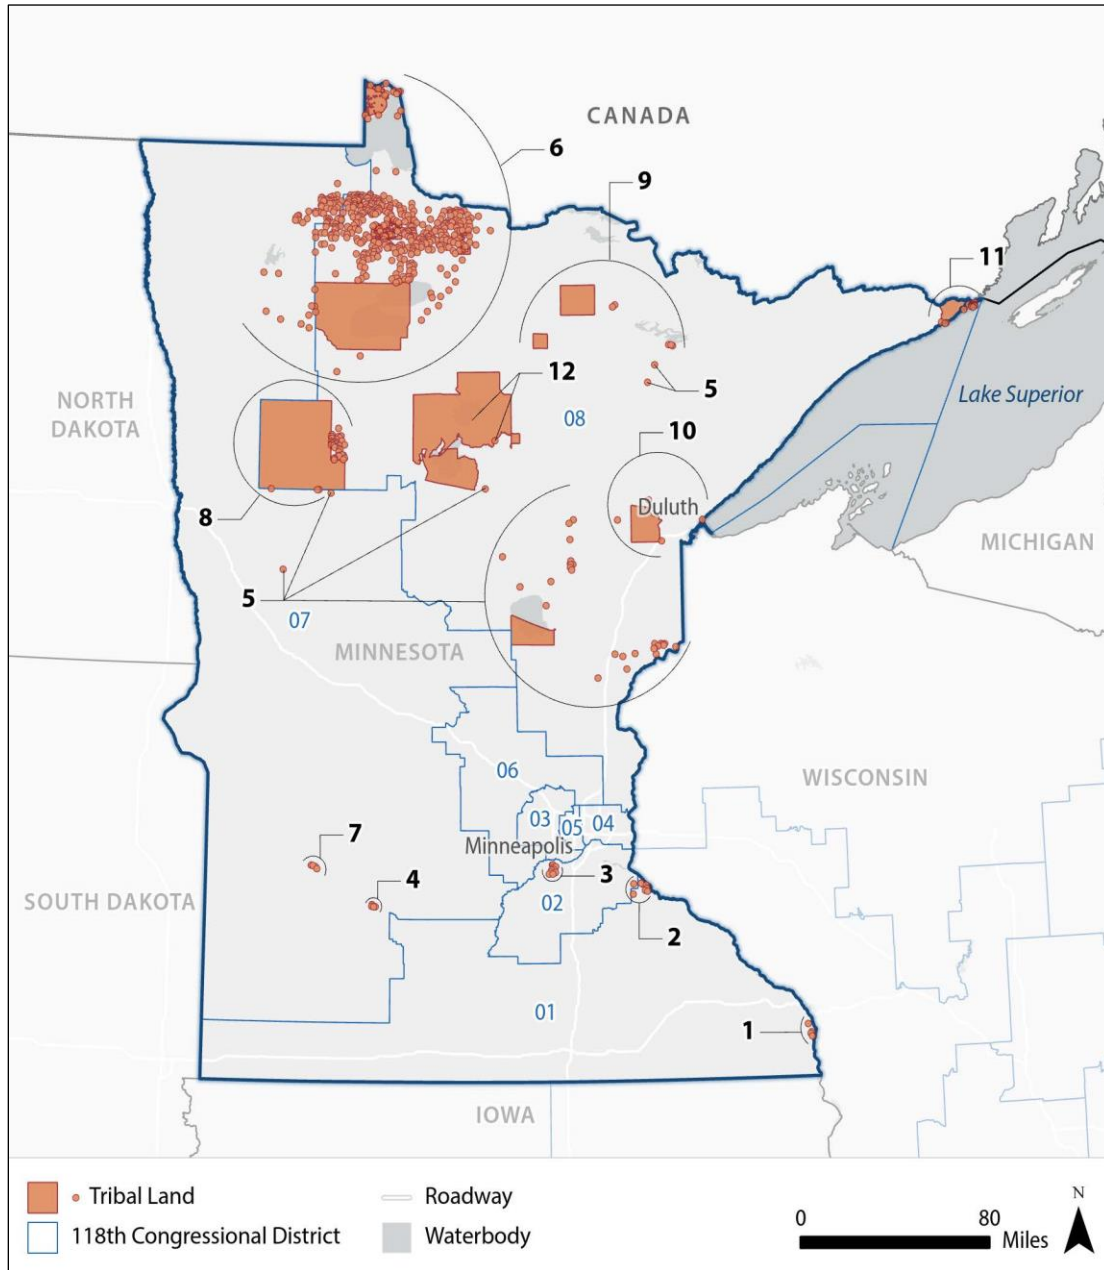 CANADA
6
9
11
12
NORTH
DAKOTA
5
08
Lake Superior
10
8
Duluth
MICHIGAN
5
07
MINNESOTA
06
WISCONSIN
03
05
04
Minneapolis
7
3
4
SOUTH DAKOTA
02
2
01
1
IOWA
Tribal Land
Roadway
118th Congressional District
Waterbody
0
80
Miles
N